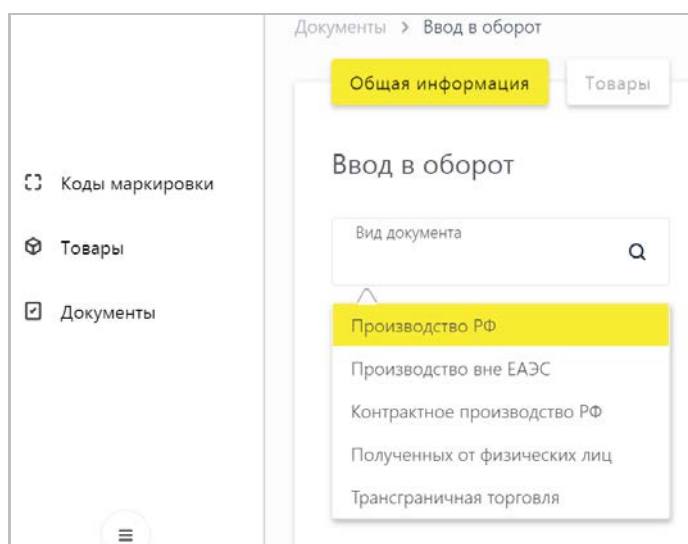 Документы > Ввод в оборот
Общая информация
Товары
Ввод в оборот
Коды маркировки
Товары
Документы
Вид документа
Производство РФ
Производство вне ЕАЭС
Контрактное производство РФ
Полученных от физических лиц
Трансграничная торговля